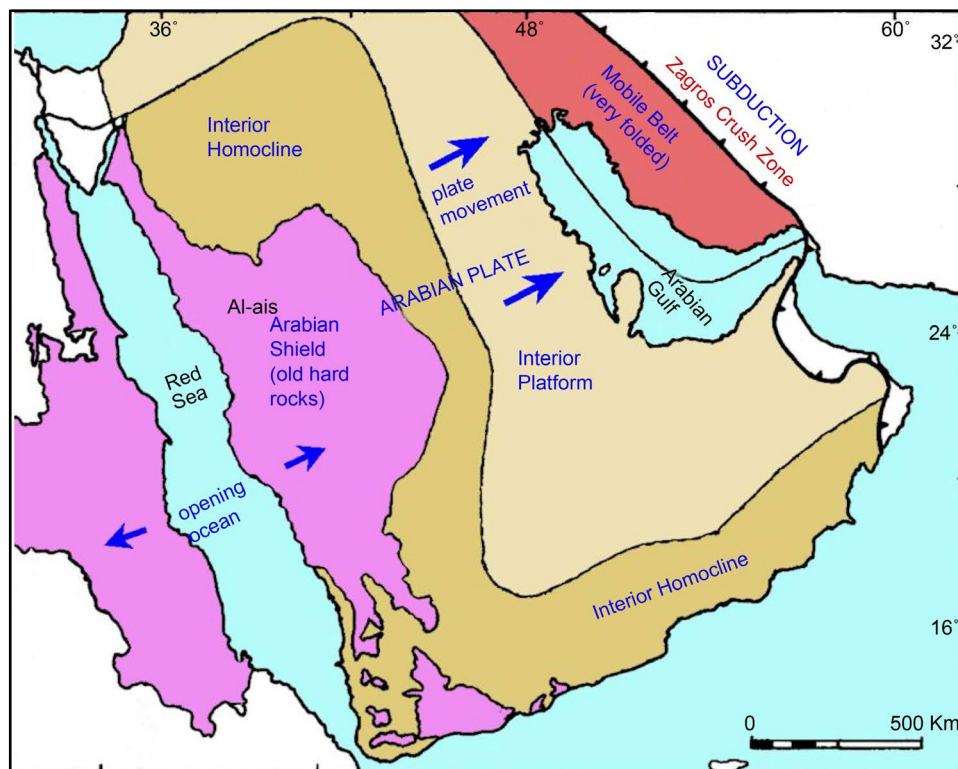 36°
48°
60°
32°
SUBDUCTION
Zagros Crush Zone
Mobile Belt
(very folded)
Interior
Homocline
plate
movement
ARABIAN PLATE
Arabian
Gulf
Al-ais
Arabian
Shield
(old hard
rocks)
24°
Interior
Platform
Red
Sea
opening
ocean
Interior Homocline
16°
0
500 Km